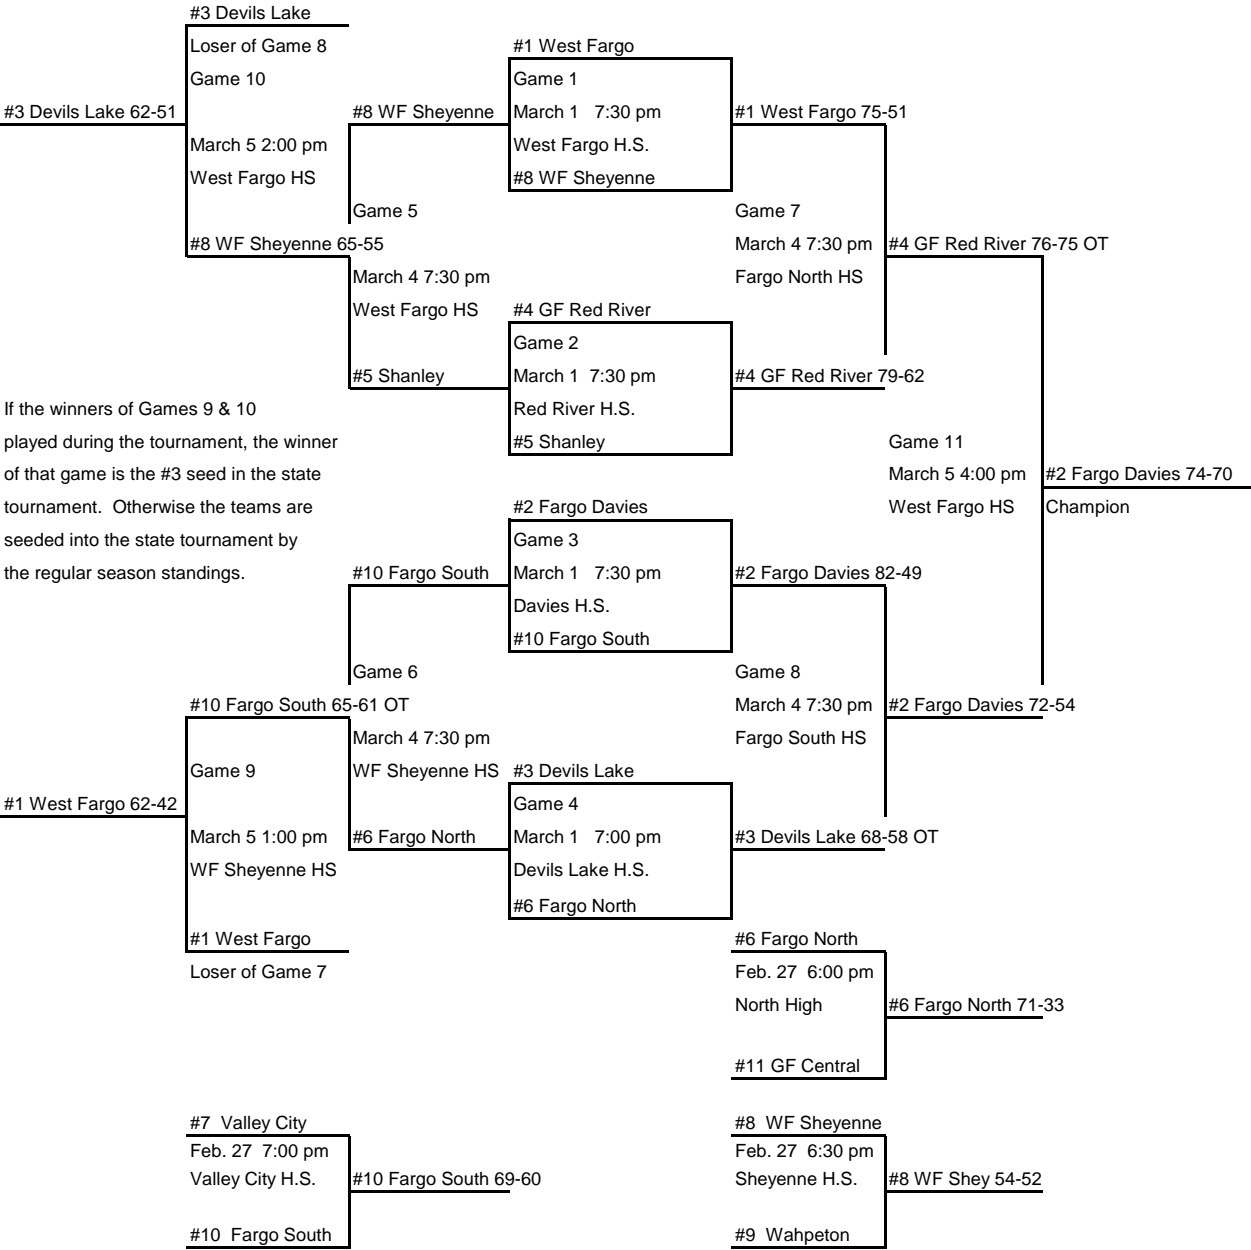 #3 Devils Lake
Loser of Game 8
Game 10
#3 Devils Lake 62-51
March 5 2:00 pm
West Fargo HS
#8 WF Sheyenne 65-55
#8 WF Sheyenne
Game 5
March 4 7:30 pm
West Fargo HS
#5 Shanley
#1 West Fargo
Game 1
March 1 7:30 pm
West Fargo H.S.
#8 WF Sheyenne
#1 West Fargo 75-51
Game 7
March 4 7:30 pm
Fargo North HS
#4 GF Red River 76-75 OT
#4 GF Red River
Game 2
March 1 7:30 pm
Red River H.S.
#5 Shanley
#4 GF Red River 79-62
If the winners of Games 9 & 10
played during the tournament, the winner
of that game is the #3 seed in the state
tournament. Otherwise the teams are
seeded into the state tournament by
the regular season standings.
Game 11
March 5 4:00 pm
West Fargo HS
#2 Fargo Davies 74-70
Champion
#2 Fargo Davies
Game 3
March 1 7:30 pm
Davies H.S.
#10 Fargo South
#2 Fargo Davies 82-49
#10 Fargo South
Game 6
March 4 7:30 pm
WF Sheyenne HS
#6 Fargo North
Game 8
March 4 7:30 pm
Fargo South HS
#2 Fargo Davies 72-54
#10 Fargo South 65-61 OT
Game 9
#1 West Fargo 62-42
March 5 1:00 pm
WF Sheyenne HS
#1 West Fargo
Loser of Game 7
#3 Devils Lake
Game 4
March 1 7:00 pm
Devils Lake H.S.
#6 Fargo North
#3 Devils Lake 68-58 OT
#6 Fargo North
Feb. 27 6:00 pm
North High
#6 Fargo North 71-33
#11 GF Central
#7 Valley City
Feb. 27 7:00 pm
Valley City H.S.
#10 Fargo South 69-60
#10 Fargo South
#8 WF Sheyenne
Feb. 27 6:30 pm
Sheyenne H.S.
#8 WF Shey 54-52
#9 Wahpeton